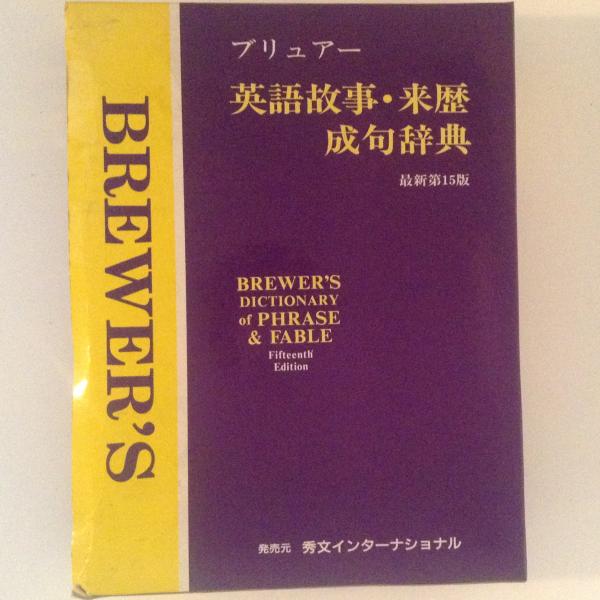 BREWER'S
ブリュアー
英語故事・来歴
成句辞典
最新第15版
BREWER'S
DICTIONARY
of PHRASE
& FABLE
Fifteenth
Edition
発売元 秀文インターナショナル